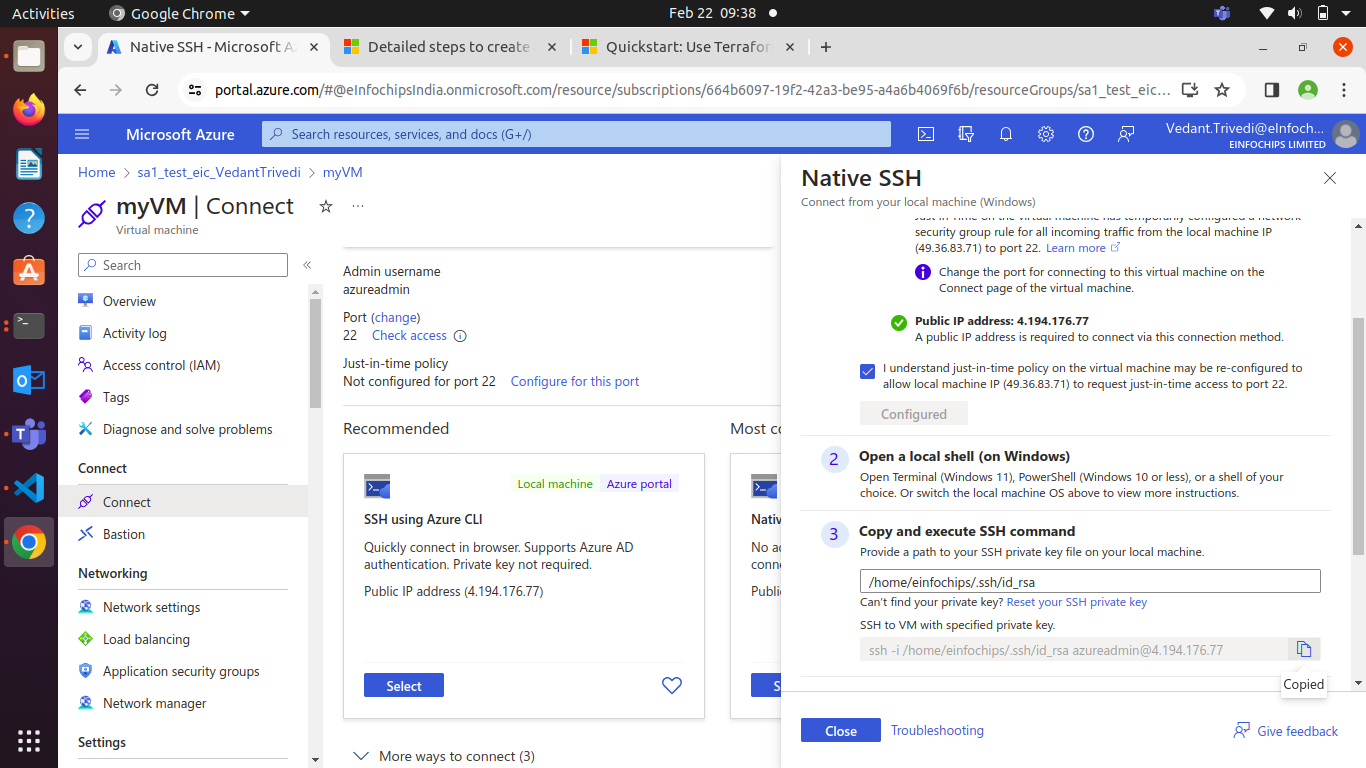 Activities
Google Chrome
Feb 22 09:38
Native SSH - Microsoft A
Detailed steps to create
Quickstart: Use Terrafor
portal.azure.com/#@eInfochipsIndia.onmicrosoft.com/resource/subscriptions/664b6097-19f2-42a3-be95-a4a6b4069f6b/resourceGroups/sa1_test_eic_...
Microsoft Azure
Search resources, services, and docs (G+/)
Vedant.Trivedi@eInfoch...
EINFOCHIPS LIMITED
Home
sa1_test_eic_VedantTrivedi
myVM
myVM | Connect
Virtual machine
Search
Overview
Activity log
Access control (IAM)
Tags
Diagnose and solve problems
Connect
Connect
Bastion
Networking
Network settings
Load balancing
Application security groups
Network manager
Settings
Admin username
azureadmin
Port (change)
22 Check access
Just-in-time policy
Not configured for port 22 Configure for this port
Recommended
Most co
Local machine
Azure portal
SSH using Azure CLI
Quickly connect in browser. Supports Azure AD
authentication. Private key not required.
Public IP address (4.194.176.77)
Select
Nativ
No ad
conne
Public
S
More ways to connect (3)
Native SSH
Connect from your local machine (Windows)
Just-in-Time on the virtual machine has temporarily configured a network
security group rule for all incoming traffic from the local machine IP
(49.36.83.71) to port 22. Learn more
Change the port for connecting to this virtual machine on the
Connect page of the virtual machine.
Public IP address: 4.194.176.77
A public IP address is required to connect via this connection method.
I understand just-in-time policy on the virtual machine may be re-configured to
allow local machine IP (49.36.83.71) to request just-in-time access to port 22.
Configured
2 Open a local shell (on Windows)
Open Terminal (Windows 11), PowerShell (Windows 10 or less), or a shell of your
choice. Or switch the local machine OS above to view more instructions.
3 Copy and execute SSH command
Provide a path to your SSH private key file on your local machine.
/home/einfochips/.ssh/id_rsa
Can't find your private key? Reset your SSH private key
SSH to VM with specified private key.
ssh -i /home/einfochips/.ssh/id_rsa azureadmin@4.194.176.77
Copied
Close
Troubleshooting
Give feedback